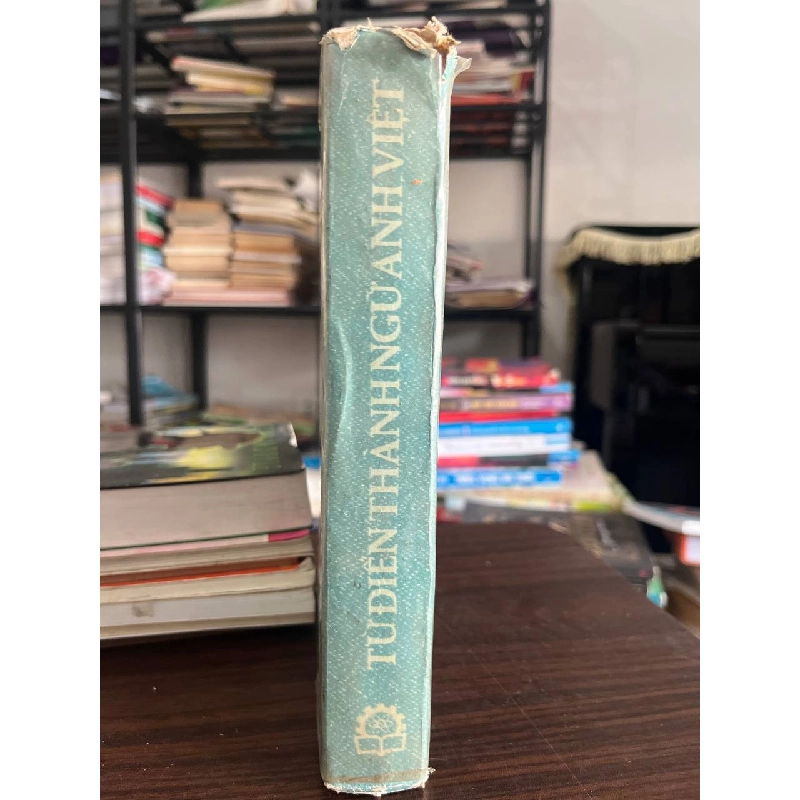 TỪ ĐIỂN THÀNH NGỮ ANH VIỆT